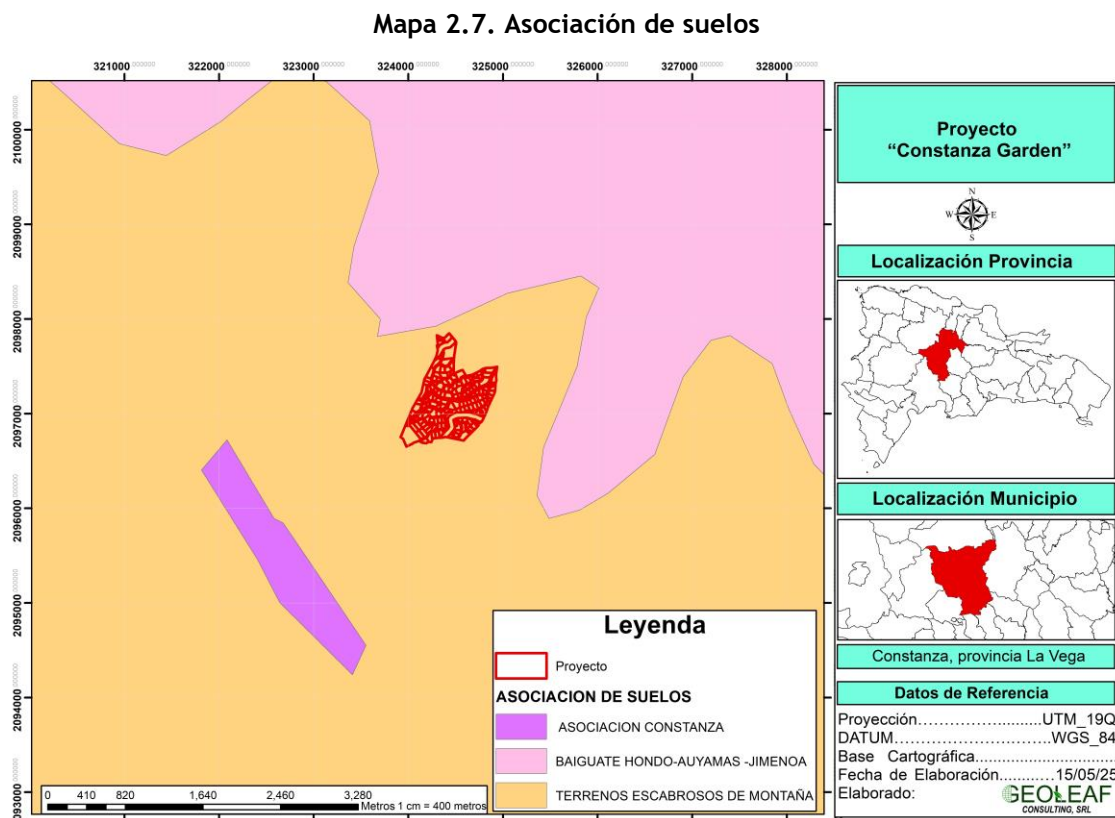 Mapa 2.7. Asociación de suelos
321000 322000 323000 324000 325000 326000 327000 328000
2100000
2099000
2098000
2097000
2096000
2095000
2094000
2093000
Leyenda
Proyecto
ASOCIACION DE SUELOS
ASOCIACION CONSTANZA
BAIGUATE HONDO-AUYAMAS -JIMENOA
TERRENOS ESCABROSOS DE MONTAÑA
0 410 820 1,640 2,460 3,280
Metros 1 cm = 400 metros
Proyecto
“Constanza Garden”
N
W E
S
Localización Provincia
Localización Municipio
Constanza, provincia La Vega
Datos de Referencia
Proyección........................UTM_19Q
DATUM..............................WGS_84
Base Cartográfica.........................
Fecha de Elaboración...........15/05/25
Elaborado:
GEOLEAF
CONSULTING, SRL